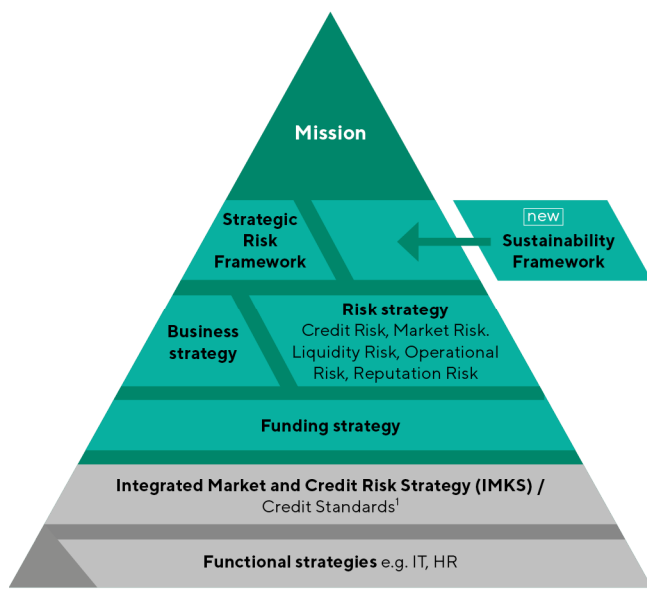 Mission
Strategic
Risk
Framework
new
Sustainability
Framework
Business
strategy
Risk strategy
Credit Risk, Market Risk.
Liquidity Risk, Operational
Risk, Reputation Risk
Funding strategy
Integrated Market and Credit Risk Strategy (IMKS) /
Credit Standards¹
Functional strategies e.g. IT, HR